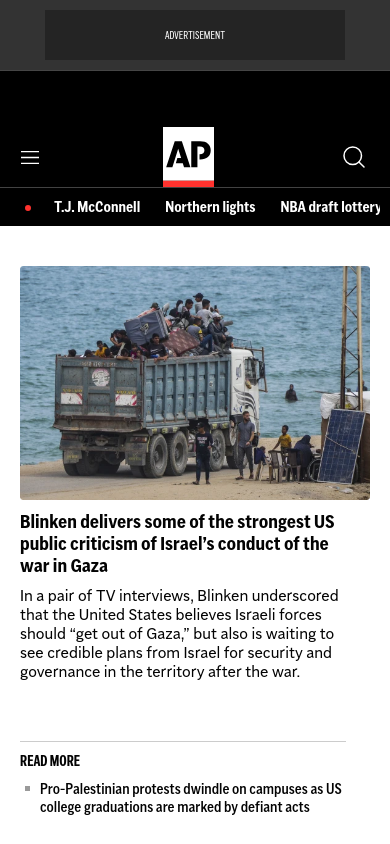 ADVERTISEMENT
AP
T.J. McConnell Northern lights NBA draft lottery
Blinken delivers some of the strongest US
public criticism of Israel’s conduct of the
war in Gaza
In a pair of TV interviews, Blinken underscored
that the United States believes Israeli forces
should “get out of Gaza,” but also is waiting to
see credible plans from Israel for security and
governance in the territory after the war.
READ MORE
Pro-Palestinian protests dwindle on campuses as US
college graduations are marked by defiant acts